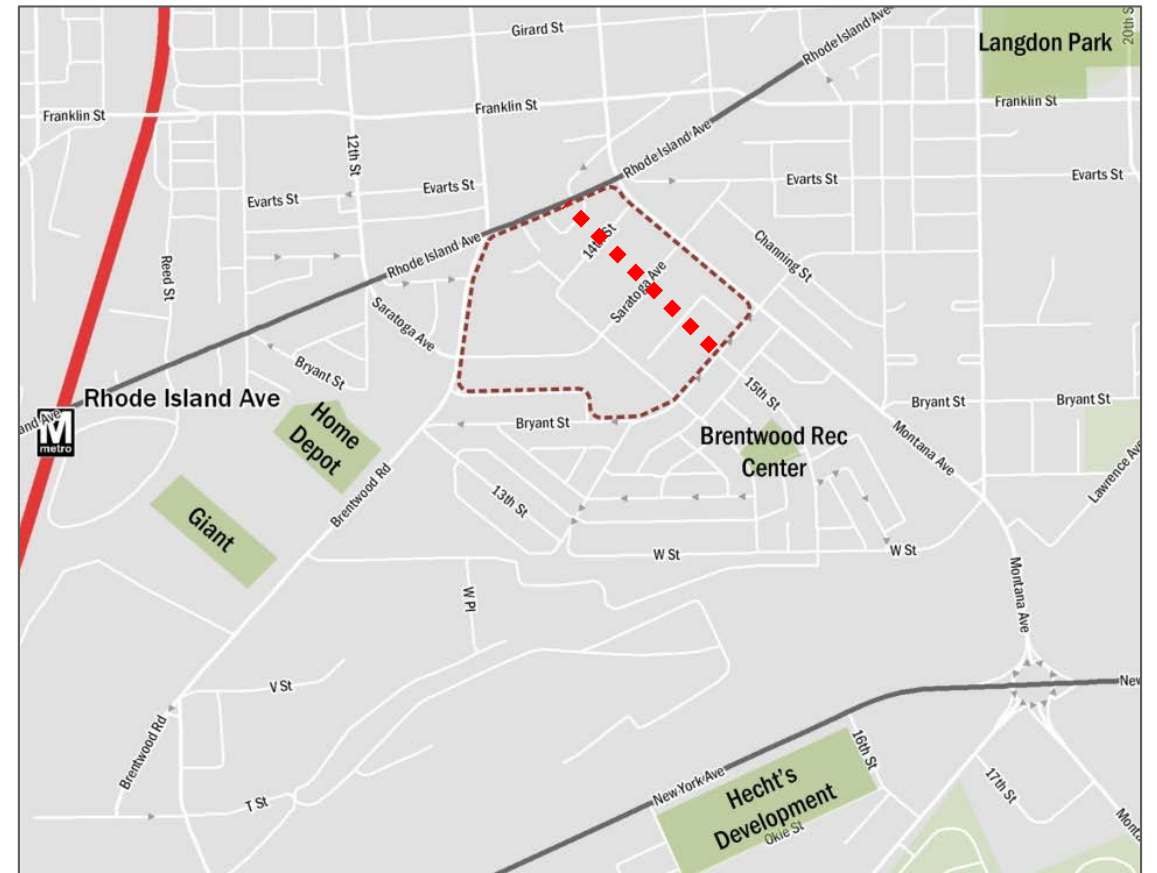 Girard St
Rhode Island Ave
Langdon Park
20th S
Franklin St
Franklin St
Franklin St
12th St
Rhode Island Ave
Evarts St
Evarts St
Evarts St
Evarts St
14th St
Channing St
Rhode Island Ave
Reed St
Saratoga Ave
Saratoga Ave
Bryant St
Rhode Island Ave
and Ave
M
metro
Home
Depot
15th St
Bryant St
Bryant St
Bryant St
Brentwood Rec
Center
Montana Ave
Lawrence Ave
Brentwood Rd
13th St
Giant
W St
W St
W Pl
Montana Ave
V St
New
Brentwood Rd
16th St
New York Ave
Hecht's
Development
17th St
T St
Okie St
Monta